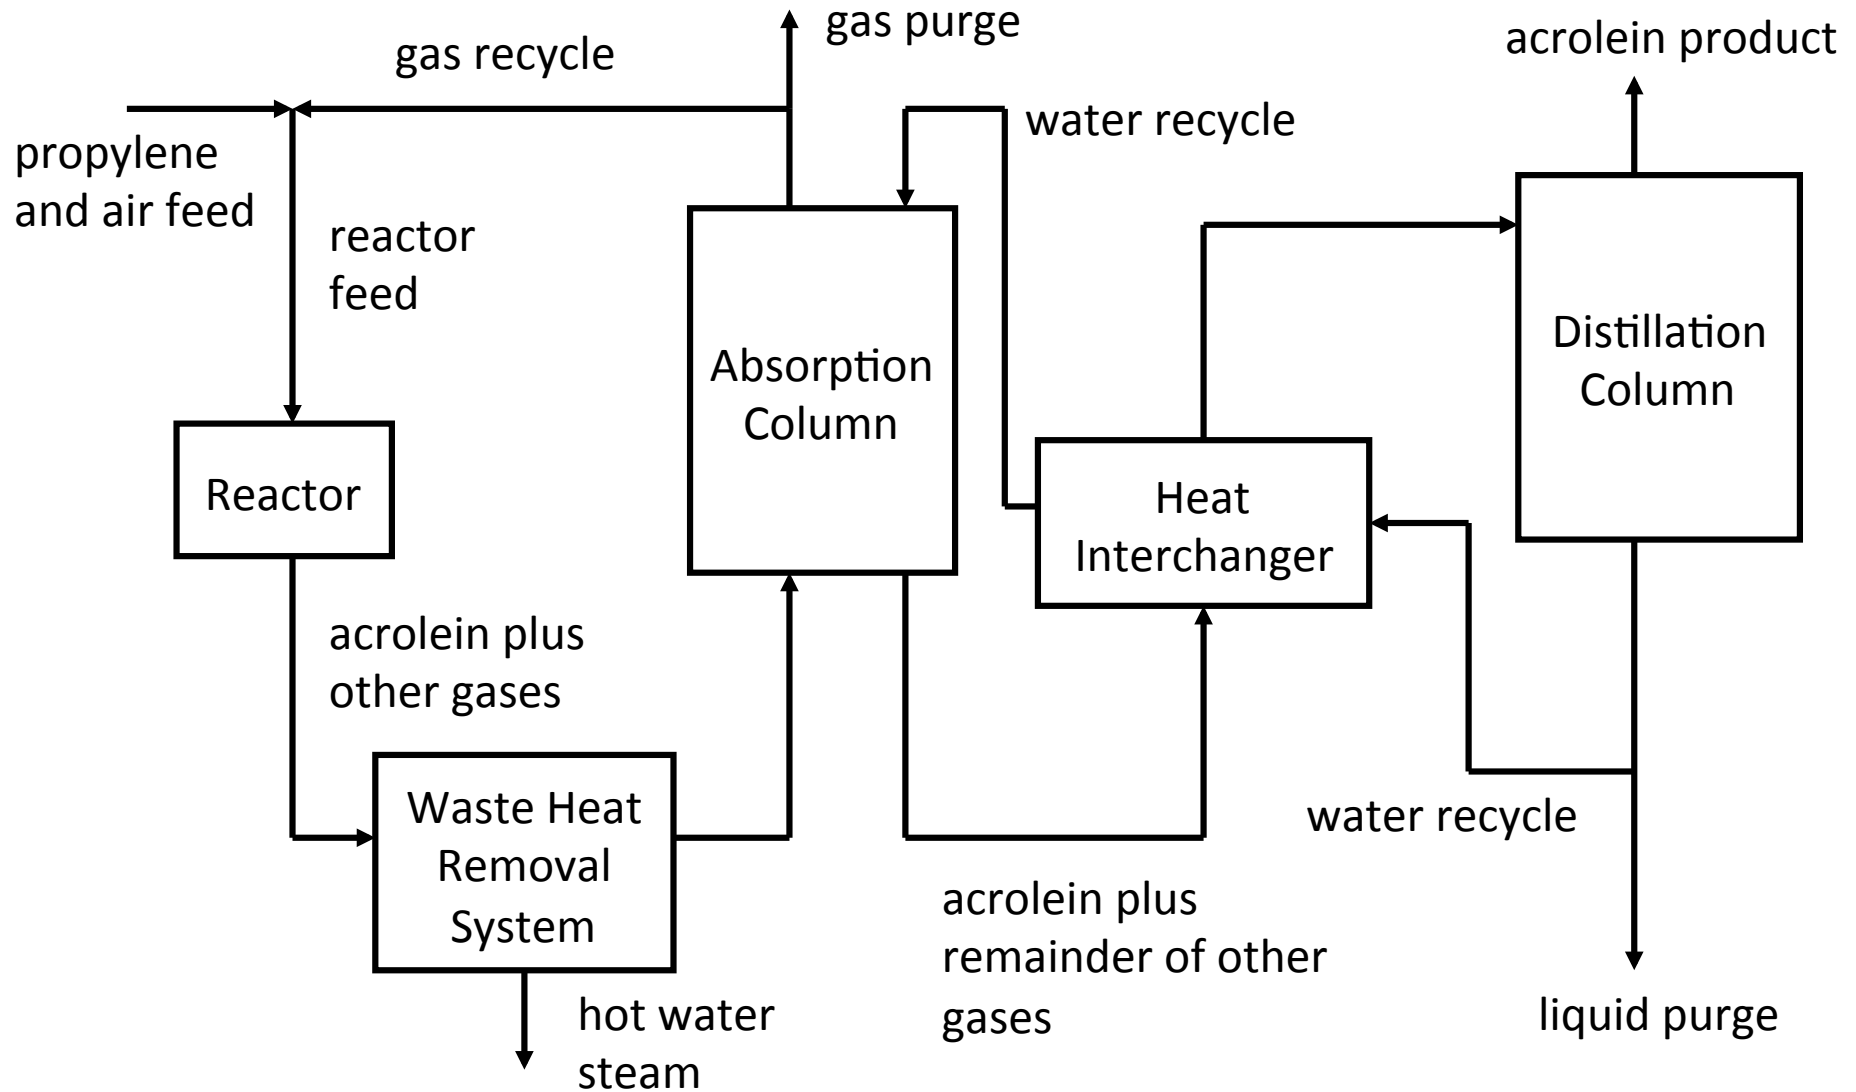 gas purge
acrolein product
gas recycle
water recycle
propylene
and air feed
reactor
feed
Distillation
Column
Absorption
Column
Reactor
Heat
Interchanger
acrolein plus
other gases
Waste Heat
Removal
System
water recycle
acrolein plus
remainder of other
gases
hot water
steam
liquid purge